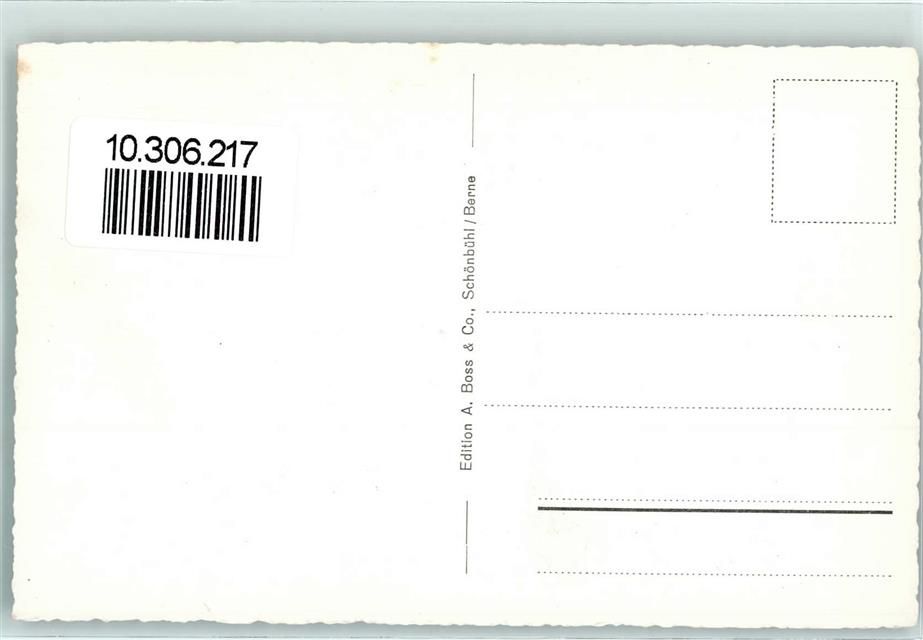 10.306.217
Edition A. Boss & Co., Schönbühl/Berne